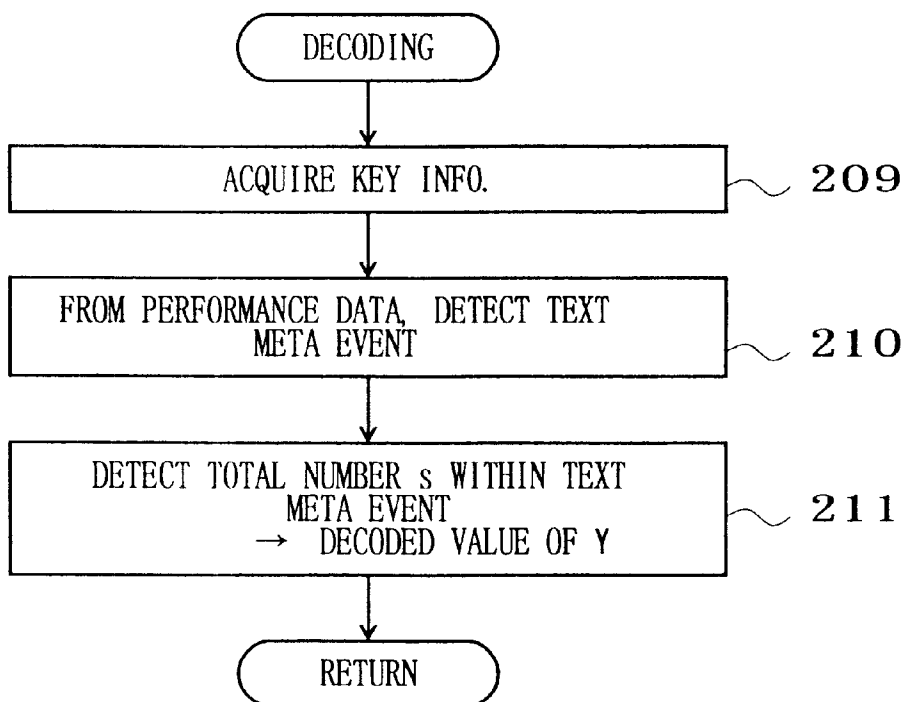 DECODING
ACQUIRE KEY INFO.
209
FROM PERFORMANCE DATA, DETECT TEXT
META EVENT
210
DETECT TOTAL NUMBER s WITHIN TEXT
META EVENT
→ DECODED VALUE OF Y
211
RETURN